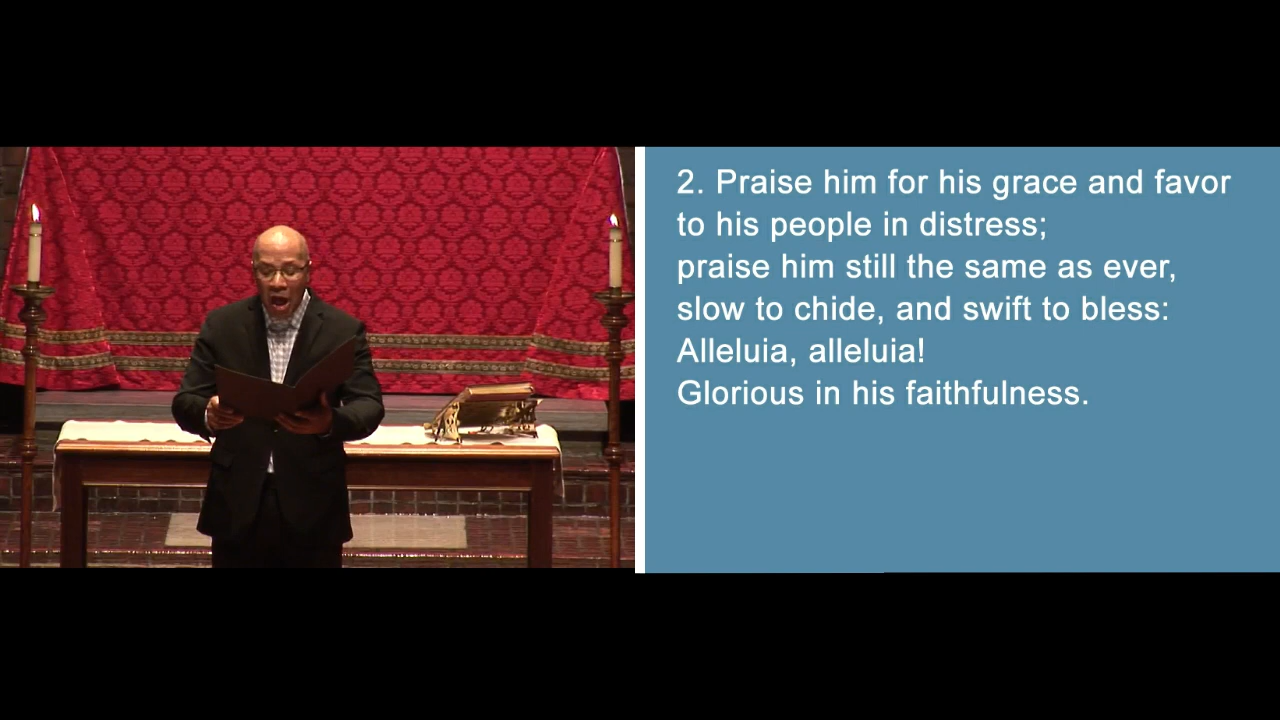 2. Praise him for his grace and favor
to his people in distress;
praise him still the same as ever,
slow to chide, and swift to bless:
Alleluia, alleluia!
Glorious in his faithfulness.